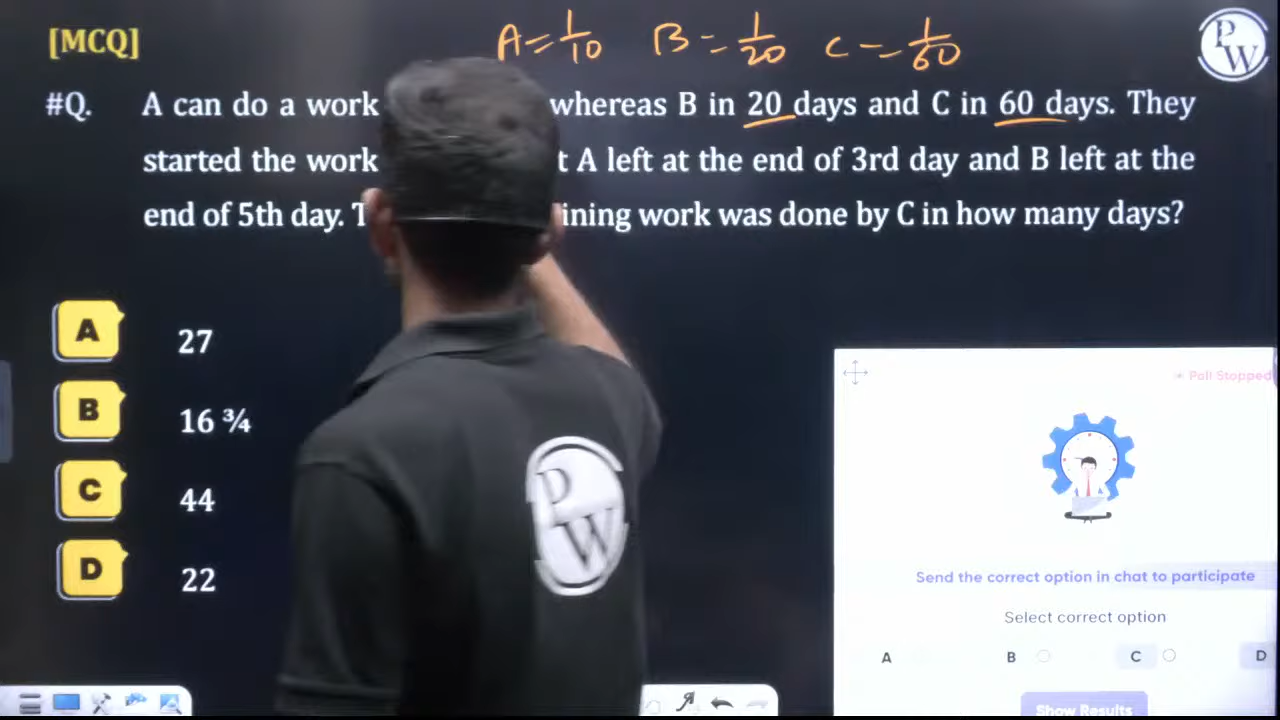 [MCQ]
A = 1/10 B = 1/20 C = 1/60
P
W
#Q. A can do a work whereas B in 20 days and C in 60 days. They
started the work t A left at the end of 3rd day and B left at the
end of 5th day. T ining work was done by C in how many days?
A 27
B 16 ¾
C 44
D 22
P
W
Poll Stopped
Send the correct option in chat to participate
Select correct option
A B C D
Show Results